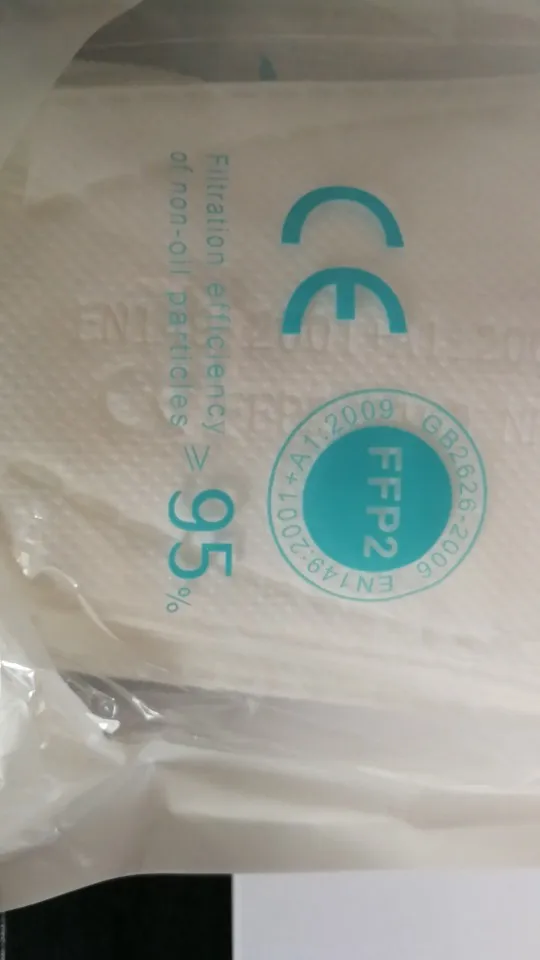 CE
FFP2
GB2626-2006 EN149:2001+A1:2009
Filtration efficiency
of non-oil particles ≥ 95%